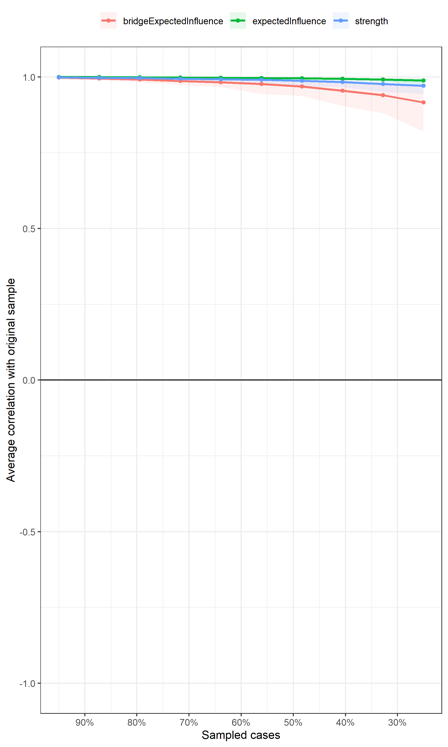 bridgeExpectedInfluence expectedInfluence strength
1.0
0.5
0.0
-0.5
-1.0
Average correlation with original sample
90% 80% 70% 60% 50% 40% 30%
Sampled cases